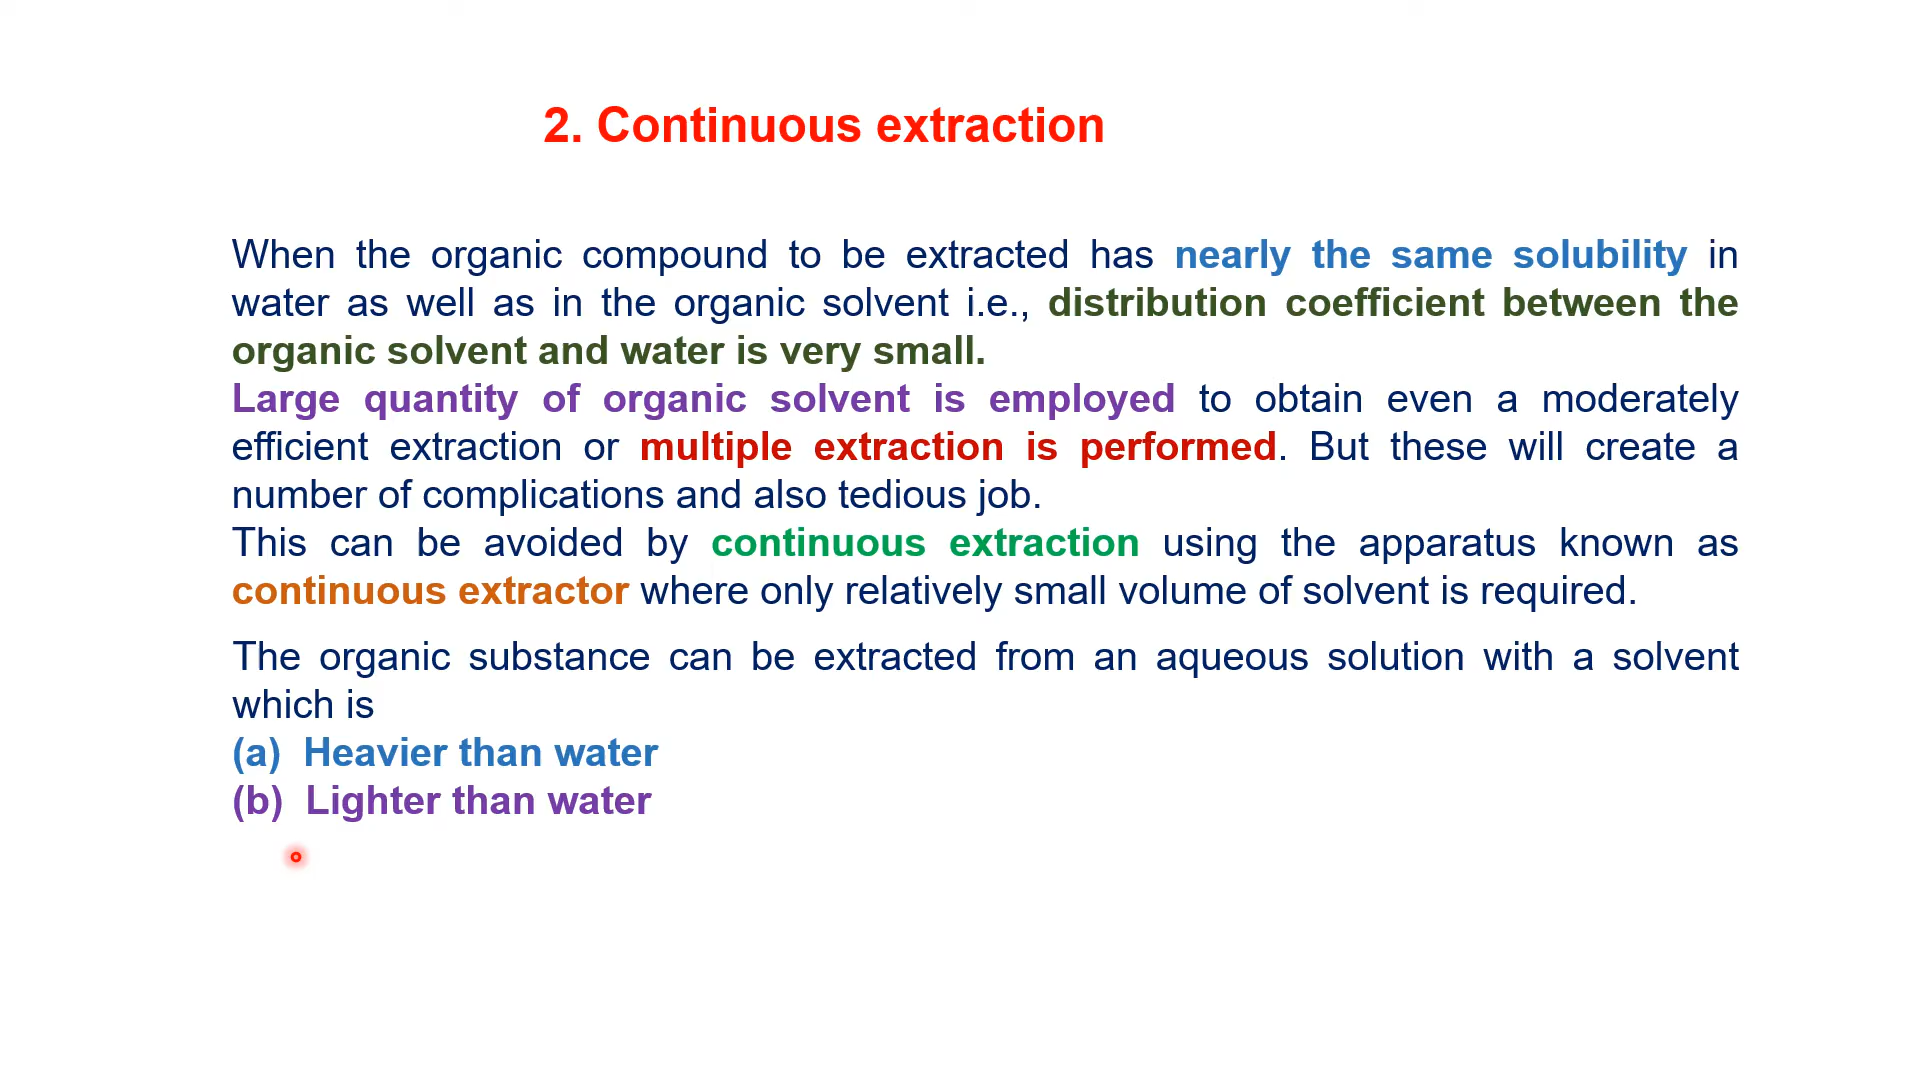 2. Continuous extraction
When the organic compound to be extracted has nearly the same solubility in
water as well as in the organic solvent i.e., distribution coefficient between the
organic solvent and water is very small.
Large quantity of organic solvent is employed to obtain even a moderately
efficient extraction or multiple extraction is performed. But these will create a
number of complications and also tedious job.
This can be avoided by continuous extraction using the apparatus known as
continuous extractor where only relatively small volume of solvent is required.
The organic substance can be extracted from an aqueous solution with a solvent
which is
(a) Heavier than water
(b) Lighter than water